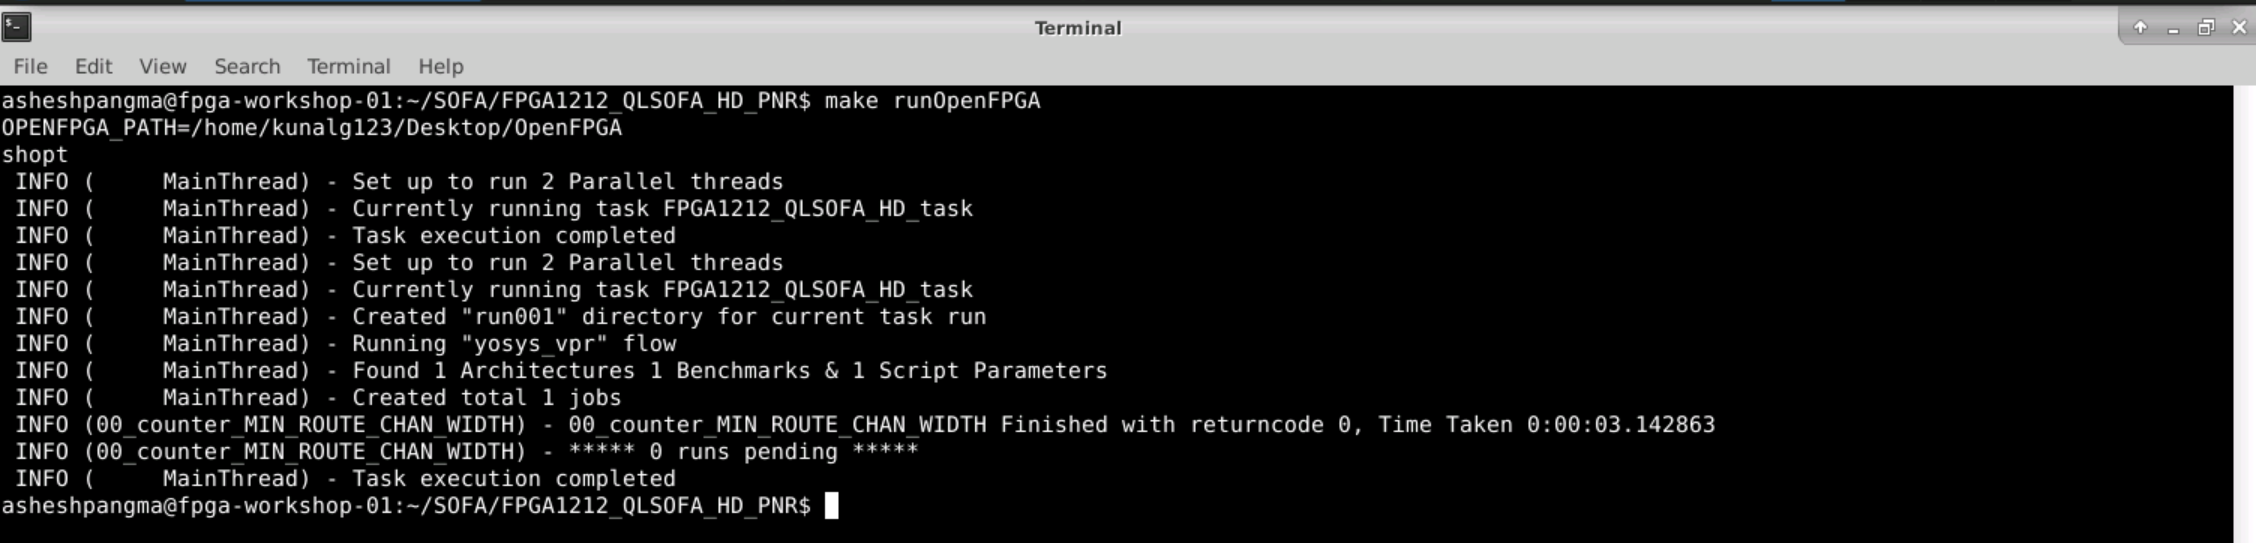 Terminal
File Edit View Search Terminal Help
asheshpangma@fpga-workshop-01:~/SOFA/FPGA1212_QLSOFA_HD_PNR$ make runOpenFPGA
OPENFPGA_PATH=/home/kunalg123/Desktop/OpenFPGA
shopt
 INFO (     MainThread) - Set up to run 2 Parallel threads
 INFO (     MainThread) - Currently running task FPGA1212_QLSOFA_HD_task
 INFO (     MainThread) - Task execution completed
 INFO (     MainThread) - Set up to run 2 Parallel threads
 INFO (     MainThread) - Currently running task FPGA1212_QLSOFA_HD_task
 INFO (     MainThread) - Created "run001" directory for current task run
 INFO (     MainThread) - Running "yosys_vpr" flow
 INFO (     MainThread) - Found 1 Architectures 1 Benchmarks & 1 Script Parameters
 INFO (     MainThread) - Created total 1 jobs
 INFO (00_counter_MIN_ROUTE_CHAN_WIDTH) - 00_counter_MIN_ROUTE_CHAN_WIDTH Finished with returncode 0, Time Taken 0:00:03.142863
 INFO (00_counter_MIN_ROUTE_CHAN_WIDTH) - ***** 0 runs pending *****
 INFO (     MainThread) - Task execution completed
asheshpangma@fpga-workshop-01:~/SOFA/FPGA1212_QLSOFA_HD_PNR$